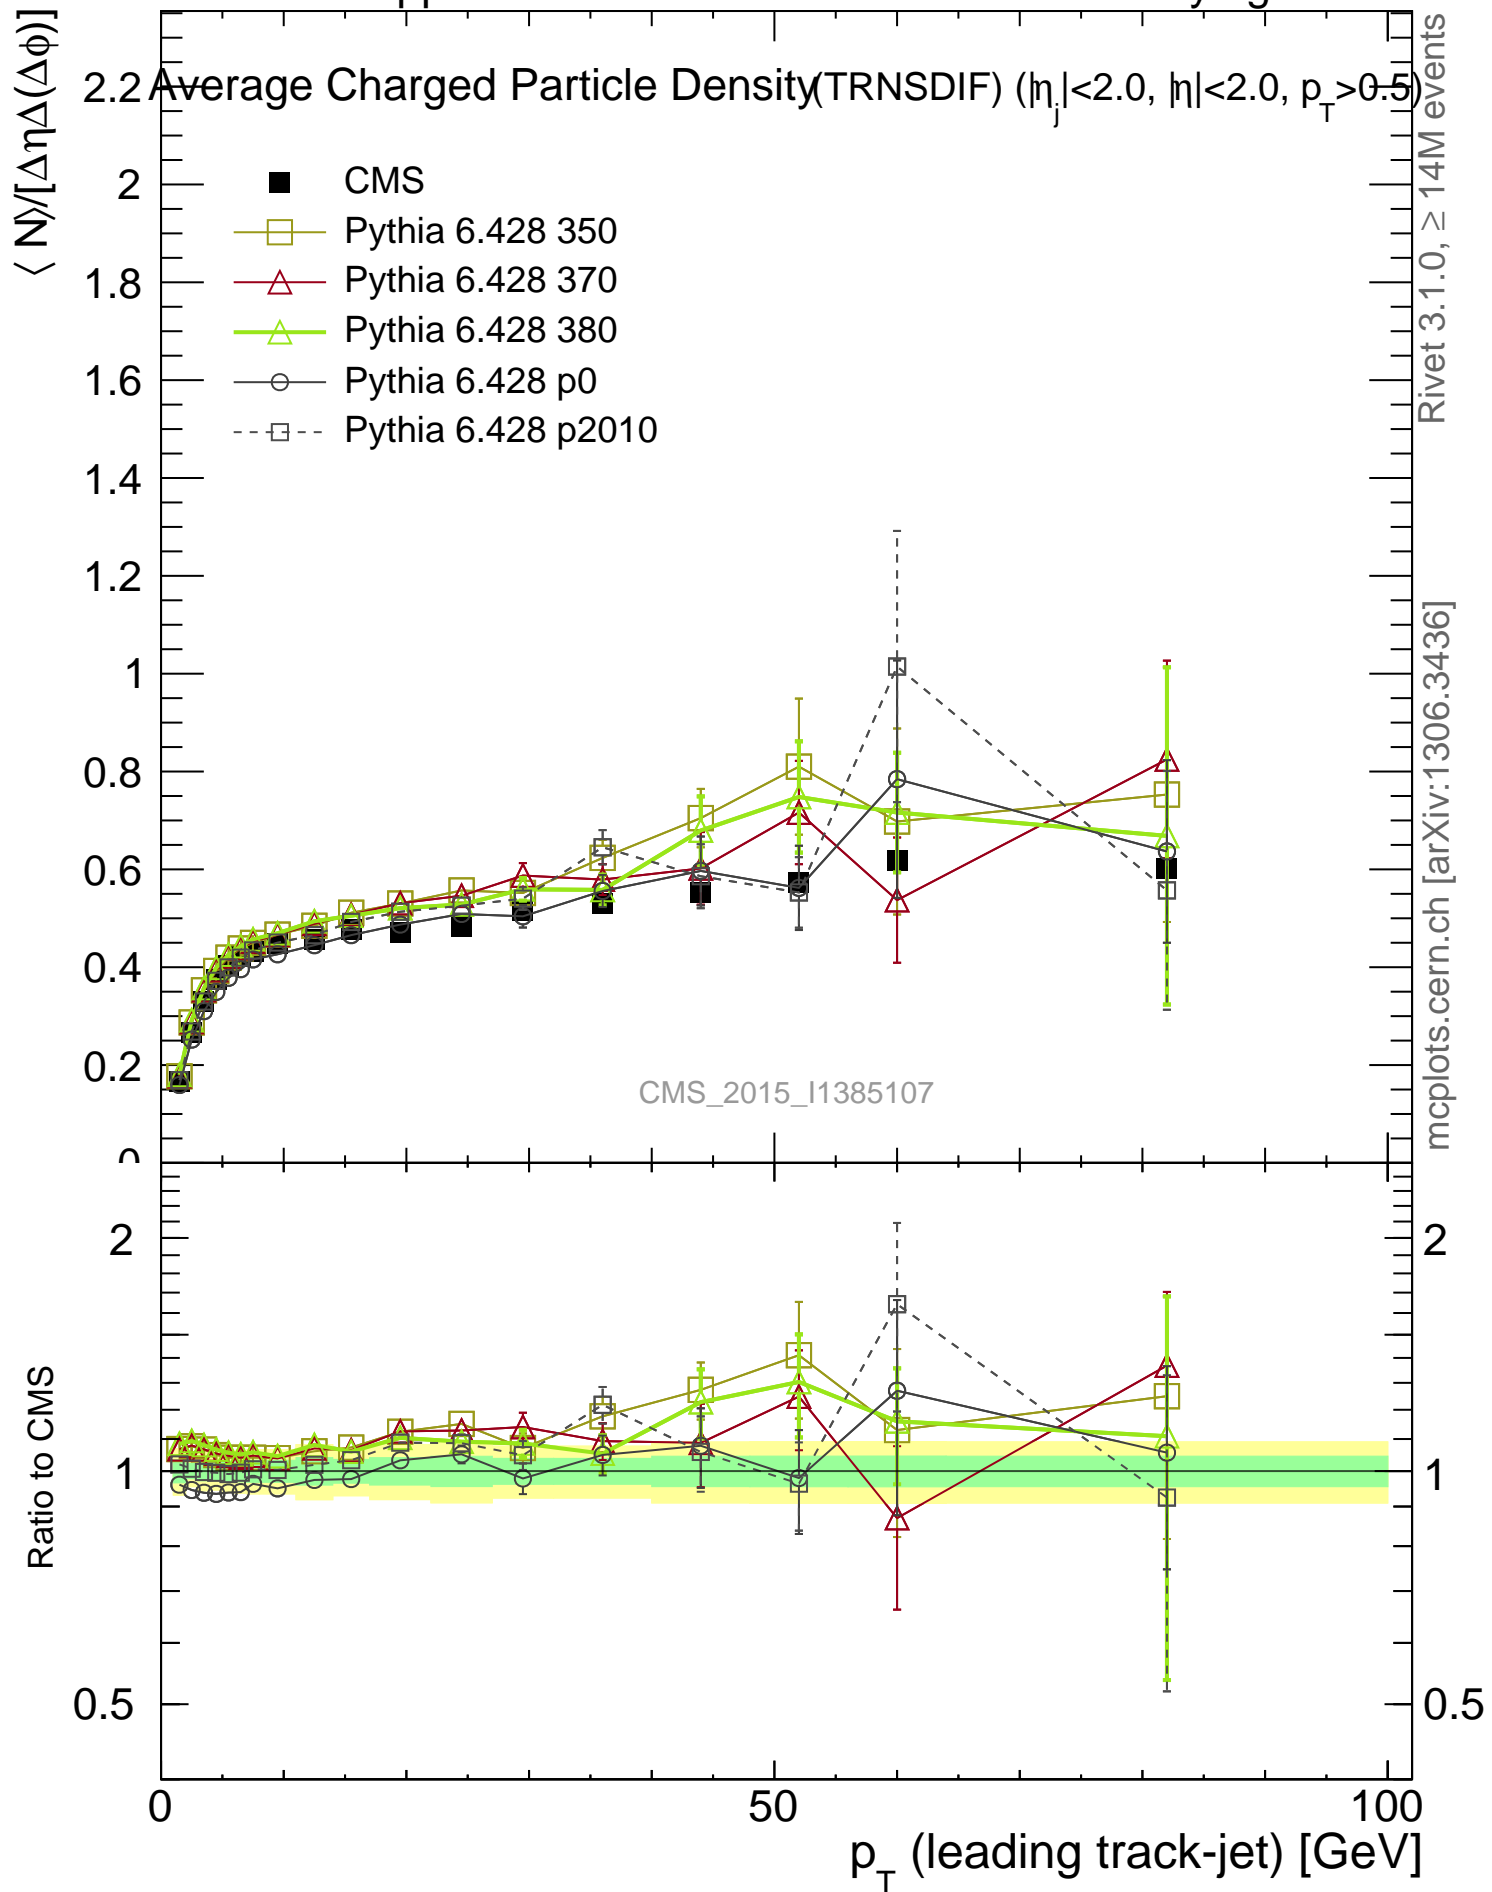 Average Charged Particle Density (TRNSDIF) (|ηj|<2.0, |η|<2.0, pT>0.5)
⟨ N⟩/[ΔηΔ(Δϕ)]
CMS
Pythia 6.428 350
Pythia 6.428 370
Pythia 6.428 380
Pythia 6.428 p0
Pythia 6.428 p2010
2.2
2
1.8
1.6
1.4
1.2
1
0.8
0.6
0.4
0.2
0
CMS_2015_I1385107
Rivet 3.1.0, ≥ 14M events
mcplots.cern.ch [arXiv:1306.3436]
Ratio to CMS
2
1
0.5
2
1
0.5
0
50
100
pT (leading track-jet) [GeV]